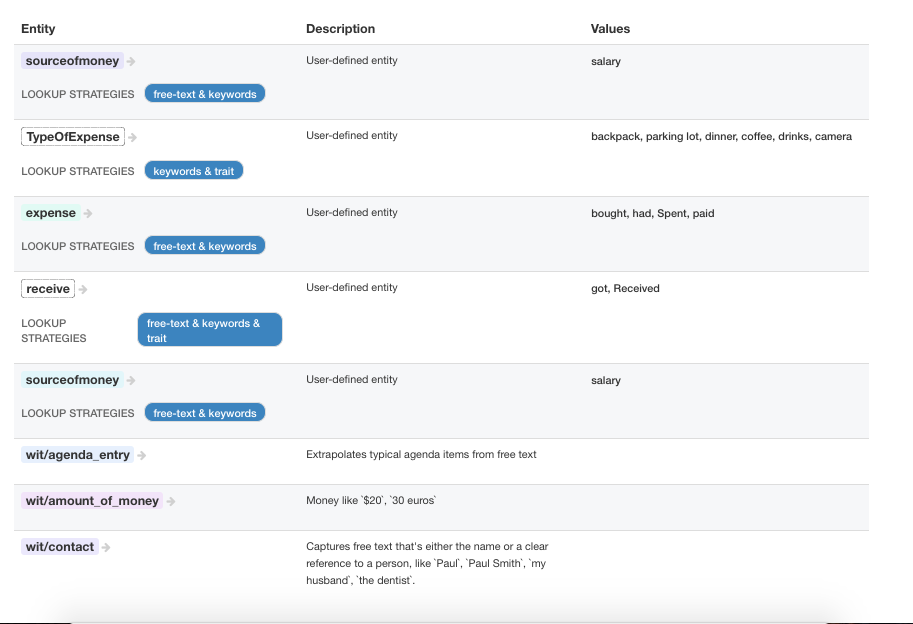 Entity Description Values
sourceofmoney User-defined entity salary
LOOKUP STRATEGIES free-text & keywords
TypeOfExpense User-defined entity backpack, parking lot, dinner, coffee, drinks, camera
LOOKUP STRATEGIES keywords & trait
expense User-defined entity bought, had, Spent, paid
LOOKUP STRATEGIES free-text & keywords
receive User-defined entity got, Received
LOOKUP STRATEGIES free-text & keywords & trait
sourceofmoney User-defined entity salary
LOOKUP STRATEGIES free-text & keywords
wit/agenda_entry Extrapolates typical agenda items from free text
wit/amount_of_money Money like `$20`, `30 euros`
wit/contact Captures free text that's either the name or a clear
reference to a person, like `Paul`, `Paul Smith`, `my
husband`, `the dentist`.